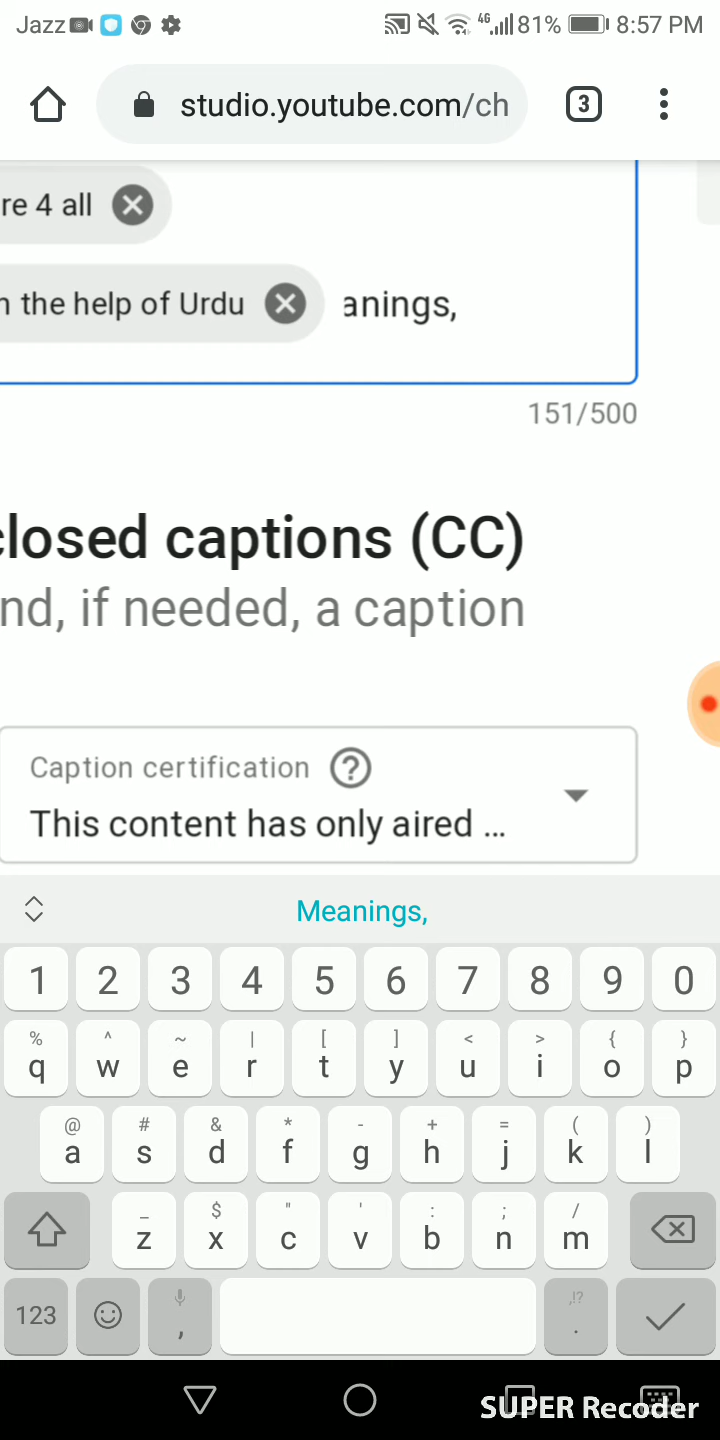 Jazz 4G 81% 8:57 PM
studio.youtube.com/ch 3
re 4 all
n the help of Urdu anings,
151/500
closed captions (CC)
nd, if needed, a caption
Caption certification ?
This content has only aired ...
Meanings,
1 2 3 4 5 6 7 8 9 0
% ^ ~ | [ ] < > { }
q w e r t y u i o p
@ # & * - + = ( )
a s d f g h j k l
_ $ " ' : ; /
z x c v b n m
123 , ,!? .
SUPER Recoder